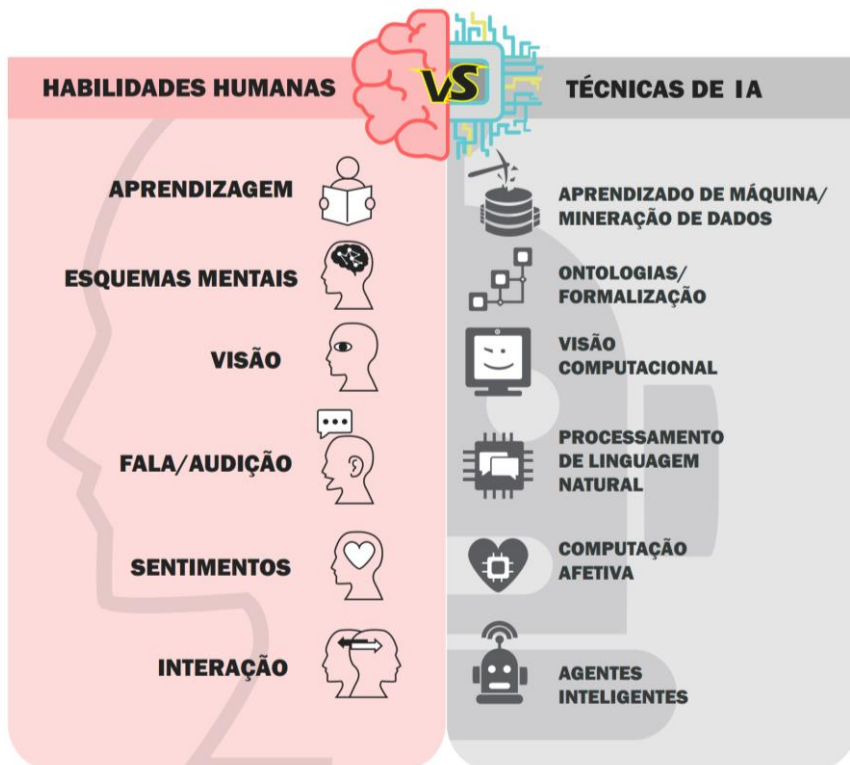 HABILIDADES HUMANAS
VS
TÉCNICAS DE IA
APRENDIZAGEM
APRENDIZADO DE MÁQUINA/
MINERAÇÃO DE DADOS
ESQUEMAS MENTAIS
ONTOLOGIAS/
FORMALIZAÇÃO
VISÃO
VISÃO
COMPUTACIONAL
FALA/AUDIÇÃO
PROCESSAMENTO
DE LINGUAGEM
NATURAL
SENTIMENTOS
COMPUTAÇÃO
AFETIVA
INTERAÇÃO
AGENTES
INTELIGENTES